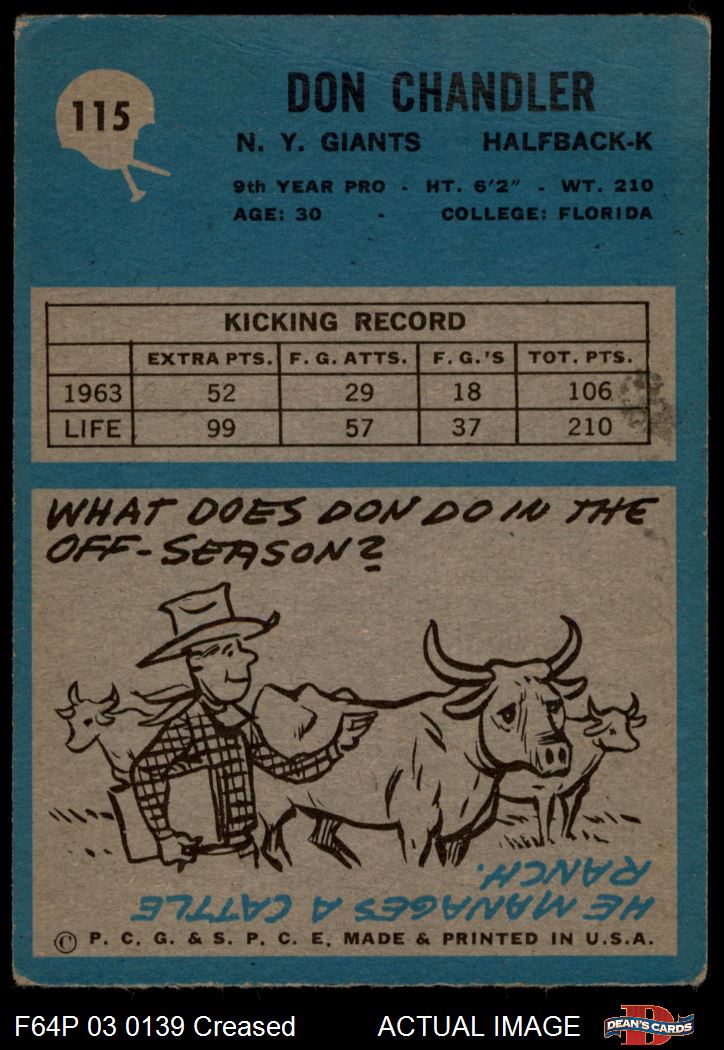 115
DON CHANDLER
N. Y. GIANTS HALFBACK-K
9th YEAR PRO - HT. 6'2" - WT. 210
AGE: 30 - COLLEGE: FLORIDA
KICKING RECORD
EXTRA PTS. F. G. ATTS. F. G.'S TOT. PTS.
1963 52 29 18 106
LIFE 99 57 37 210
WHAT DOES DON DO IN THE
OFF-SEASON?
HE MANAGES A CATTLE
RANCH.
© P. C. G. & S. P. C. E. MADE & PRINTED IN U.S.A.
F64P 03 0139 Creased ACTUAL IMAGE
D
DEAN'S CARDS